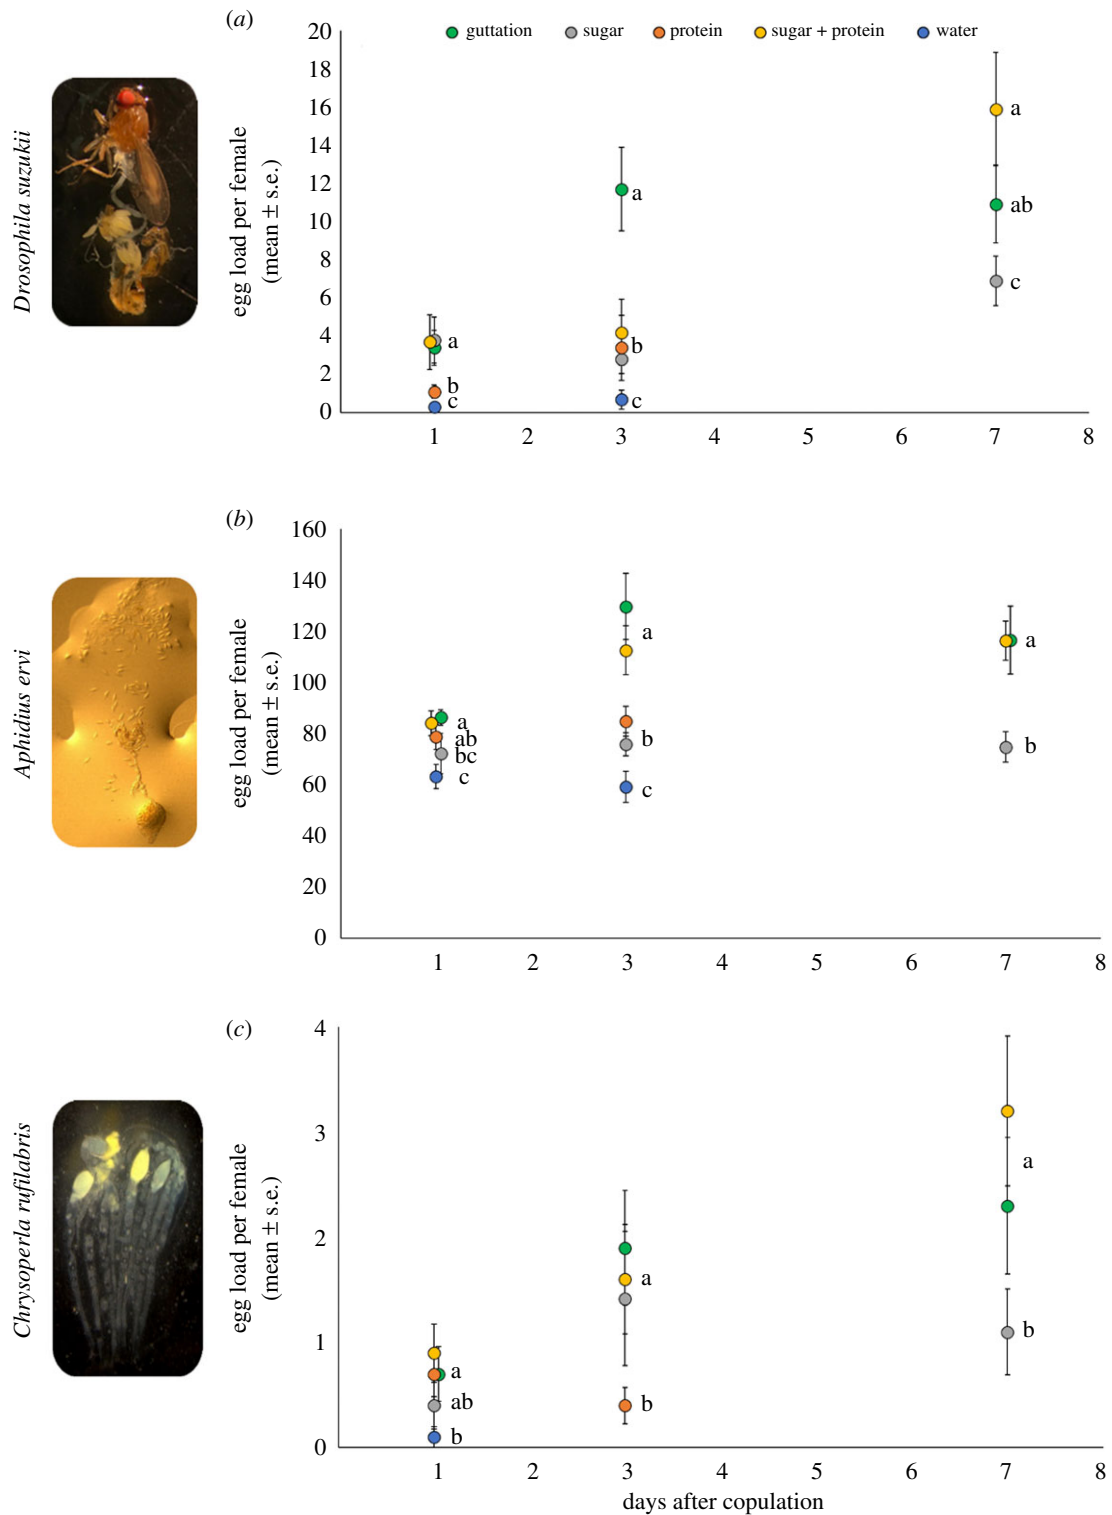 (a)
guttation sugar protein sugar + protein water
Drosophila suzukii
egg load per female
(mean ± s.e.)
20
18
16
14
12
10
8
6
4
2
0
a
b
c
a
b
c
a
ab
c
1 2 3 4 5 6 7 8
(b)
Aphidius ervi
egg load per female
(mean ± s.e.)
160
140
120
100
80
60
40
20
0
a
ab
bc
c
a
b
c
a
b
1 2 3 4 5 6 7 8
(c)
Chrysoperla rufilabris
egg load per female
(mean ± s.e.)
4
3
2
1
0
a
ab
b
a
b
a
b
1 2 3 4 5 6 7 8
days after copulation